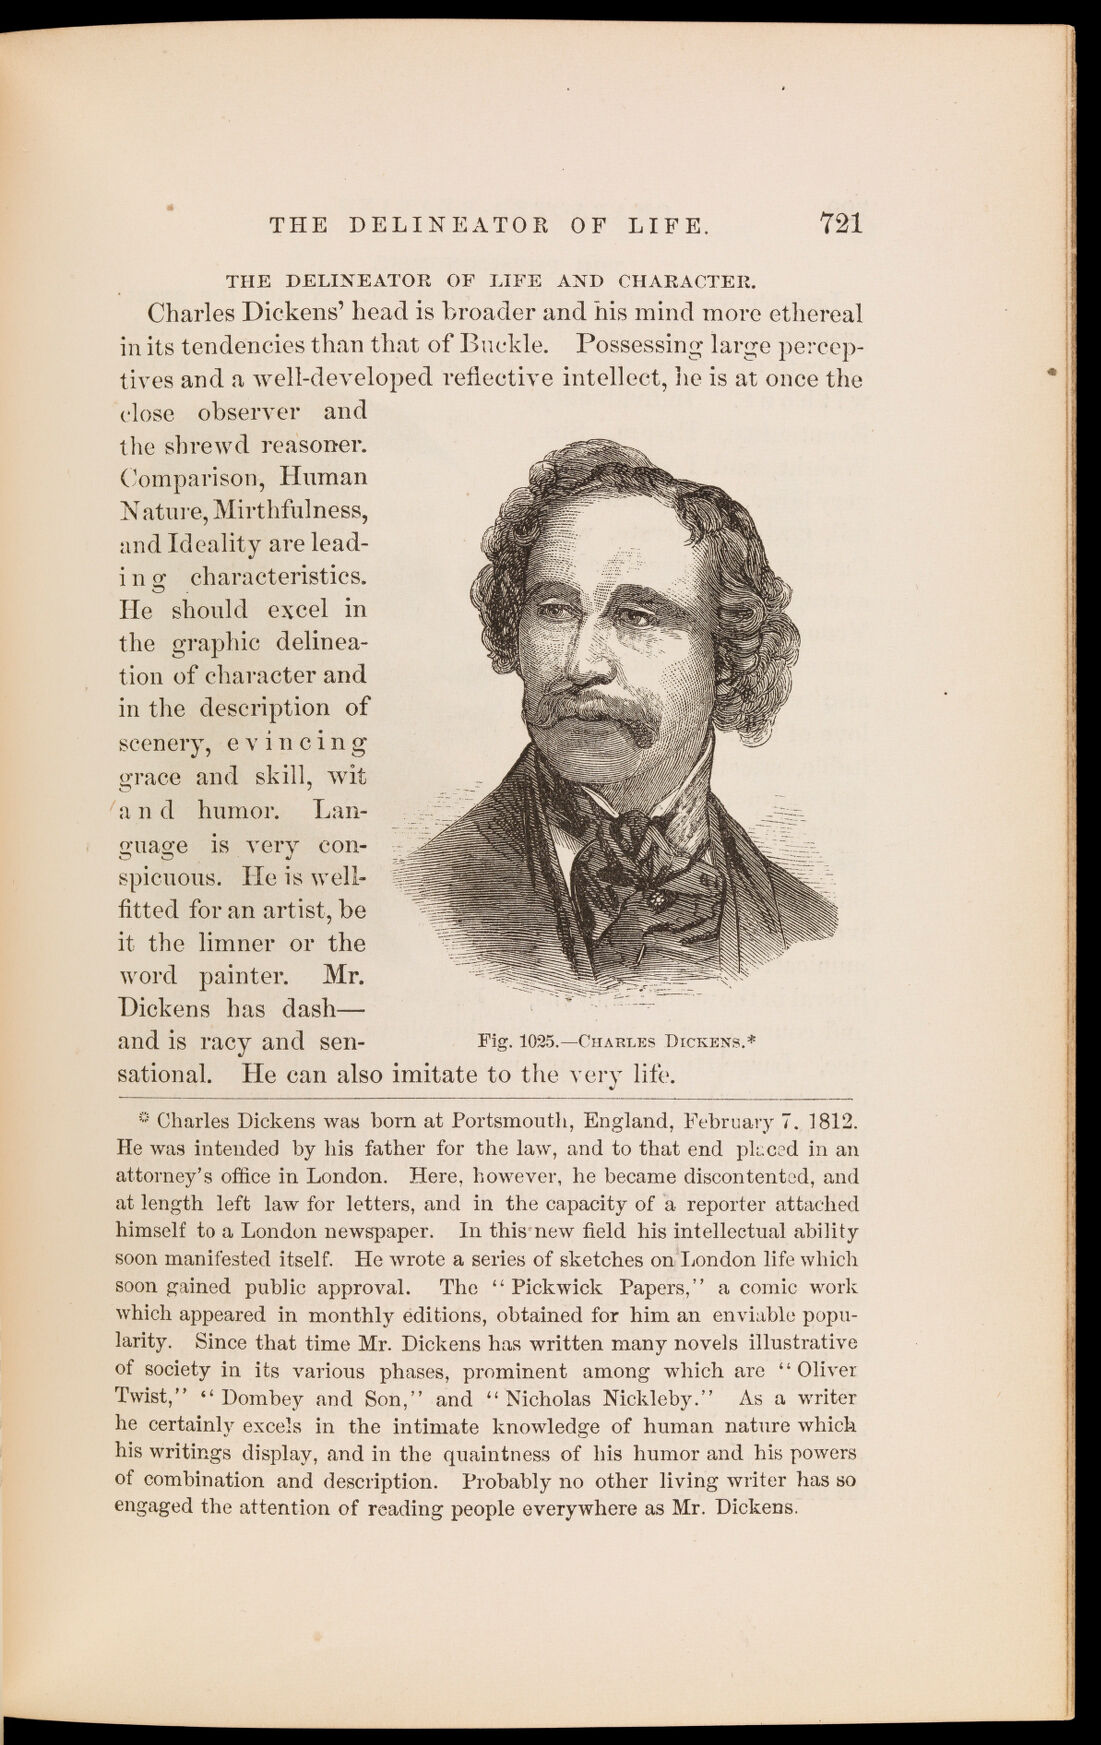 THE DELINEATOR OF LIFE. 721
THE DELINEATOR OF LIFE AND CHARACTER.
Charles Dickens' head is broader and his mind more ethereal
in its tendencies than that of Buckle. Possessing large percep-
tives and a well-developed reflective intellect, he is at once the
close observer and
the shrewd reasoner.
Comparison, Human
Nature, Mirthfulness,
and Ideality are lead-
ing characteristics.
He should excel in
the graphic delinea-
tion of character and
in the description of
scenery, evincing
grace and skill, wit
and humor. Lan-
guage is very con-
spicuous. He is well-
fitted for an artist, be
it the limner or the
word painter. Mr.
Dickens has dash—
and is racy and sen-
sational. He can also imitate to the very life.
Fig. 1025.—CHARLES DICKENS.*
* Charles Dickens was born at Portsmouth, England, February 7. 1812.
He was intended by his father for the law, and to that end placed in an
attorney's office in London. Here, however, he became discontented, and
at length left law for letters, and in the capacity of a reporter attached
himself to a London newspaper. In this new field his intellectual ability
soon manifested itself. He wrote a series of sketches on London life which
soon gained public approval. The "Pickwick Papers," a comic work
which appeared in monthly editions, obtained for him an enviable popu-
larity. Since that time Mr. Dickens has written many novels illustrative
of society in its various phases, prominent among which are "Oliver
Twist," "Dombey and Son," and "Nicholas Nickleby." As a writer
he certainly excels in the intimate knowledge of human nature which
his writings display, and in the quaintness of his humor and his powers
of combination and description. Probably no other living writer has so
engaged the attention of reading people everywhere as Mr. Dickens.